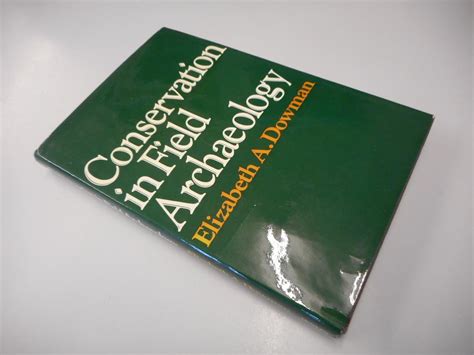 Conservation
in Field
Archaeology
Elizabeth A. Dowman